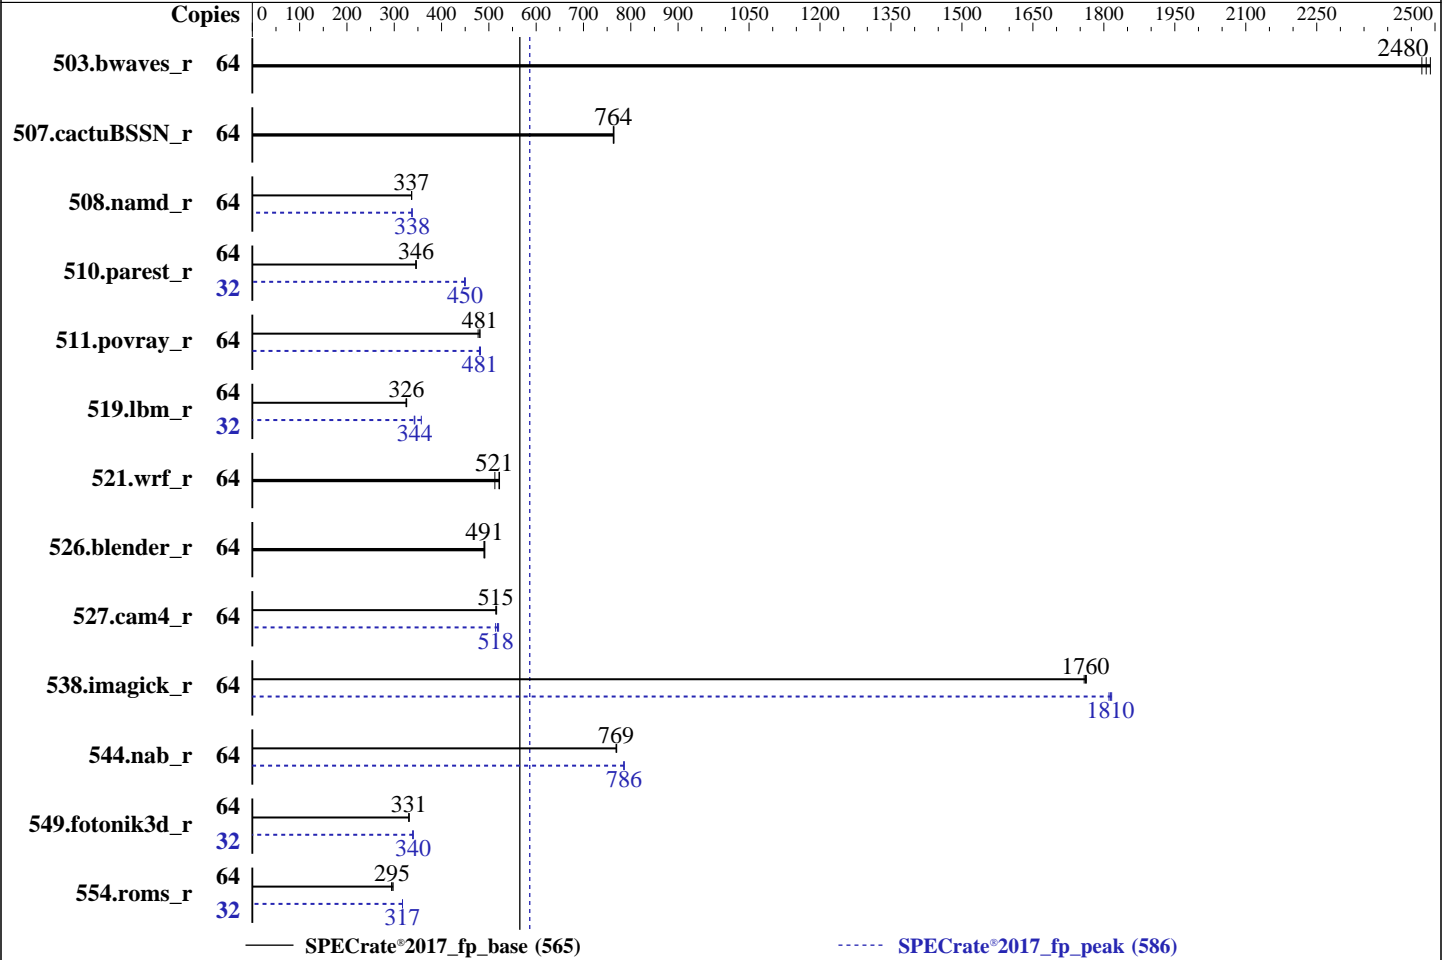 Copies 0 100 200 300 400 500 600 700 800 900 1050 1200 1350 1500 1650 1800 1950 2100 2250 2500
503.bwaves_r 64 2480
507.cactuBSSN_r 64 764
508.namd_r 64 337
338
510.parest_r 64 346
32 450
511.povray_r 64 481
481
519.lbm_r 64 326
32 344
521.wrf_r 64 521
526.blender_r 64 491
527.cam4_r 64 515
518
538.imagick_r 64 1760
1810
544.nab_r 64 769
786
549.fotonik3d_r 64 331
32 340
554.roms_r 64 295
32 317
SPECrate®2017_fp_base (565) SPECrate®2017_fp_peak (586)